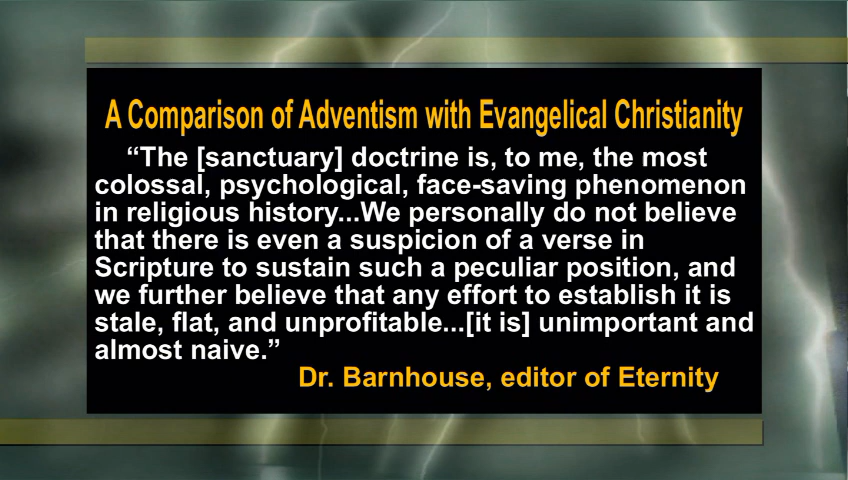 A Comparison of Adventism with Evangelical Christianity
“The [sanctuary] doctrine is, to me, the most
colossal, psychological, face-saving phenomenon
in religious history...We personally do not believe
that there is even a suspicion of a verse in
Scripture to sustain such a peculiar position, and
we further believe that any effort to establish it is
stale, flat, and unprofitable...[it is] unimportant and
almost naive.”
Dr. Barnhouse, editor of Eternity